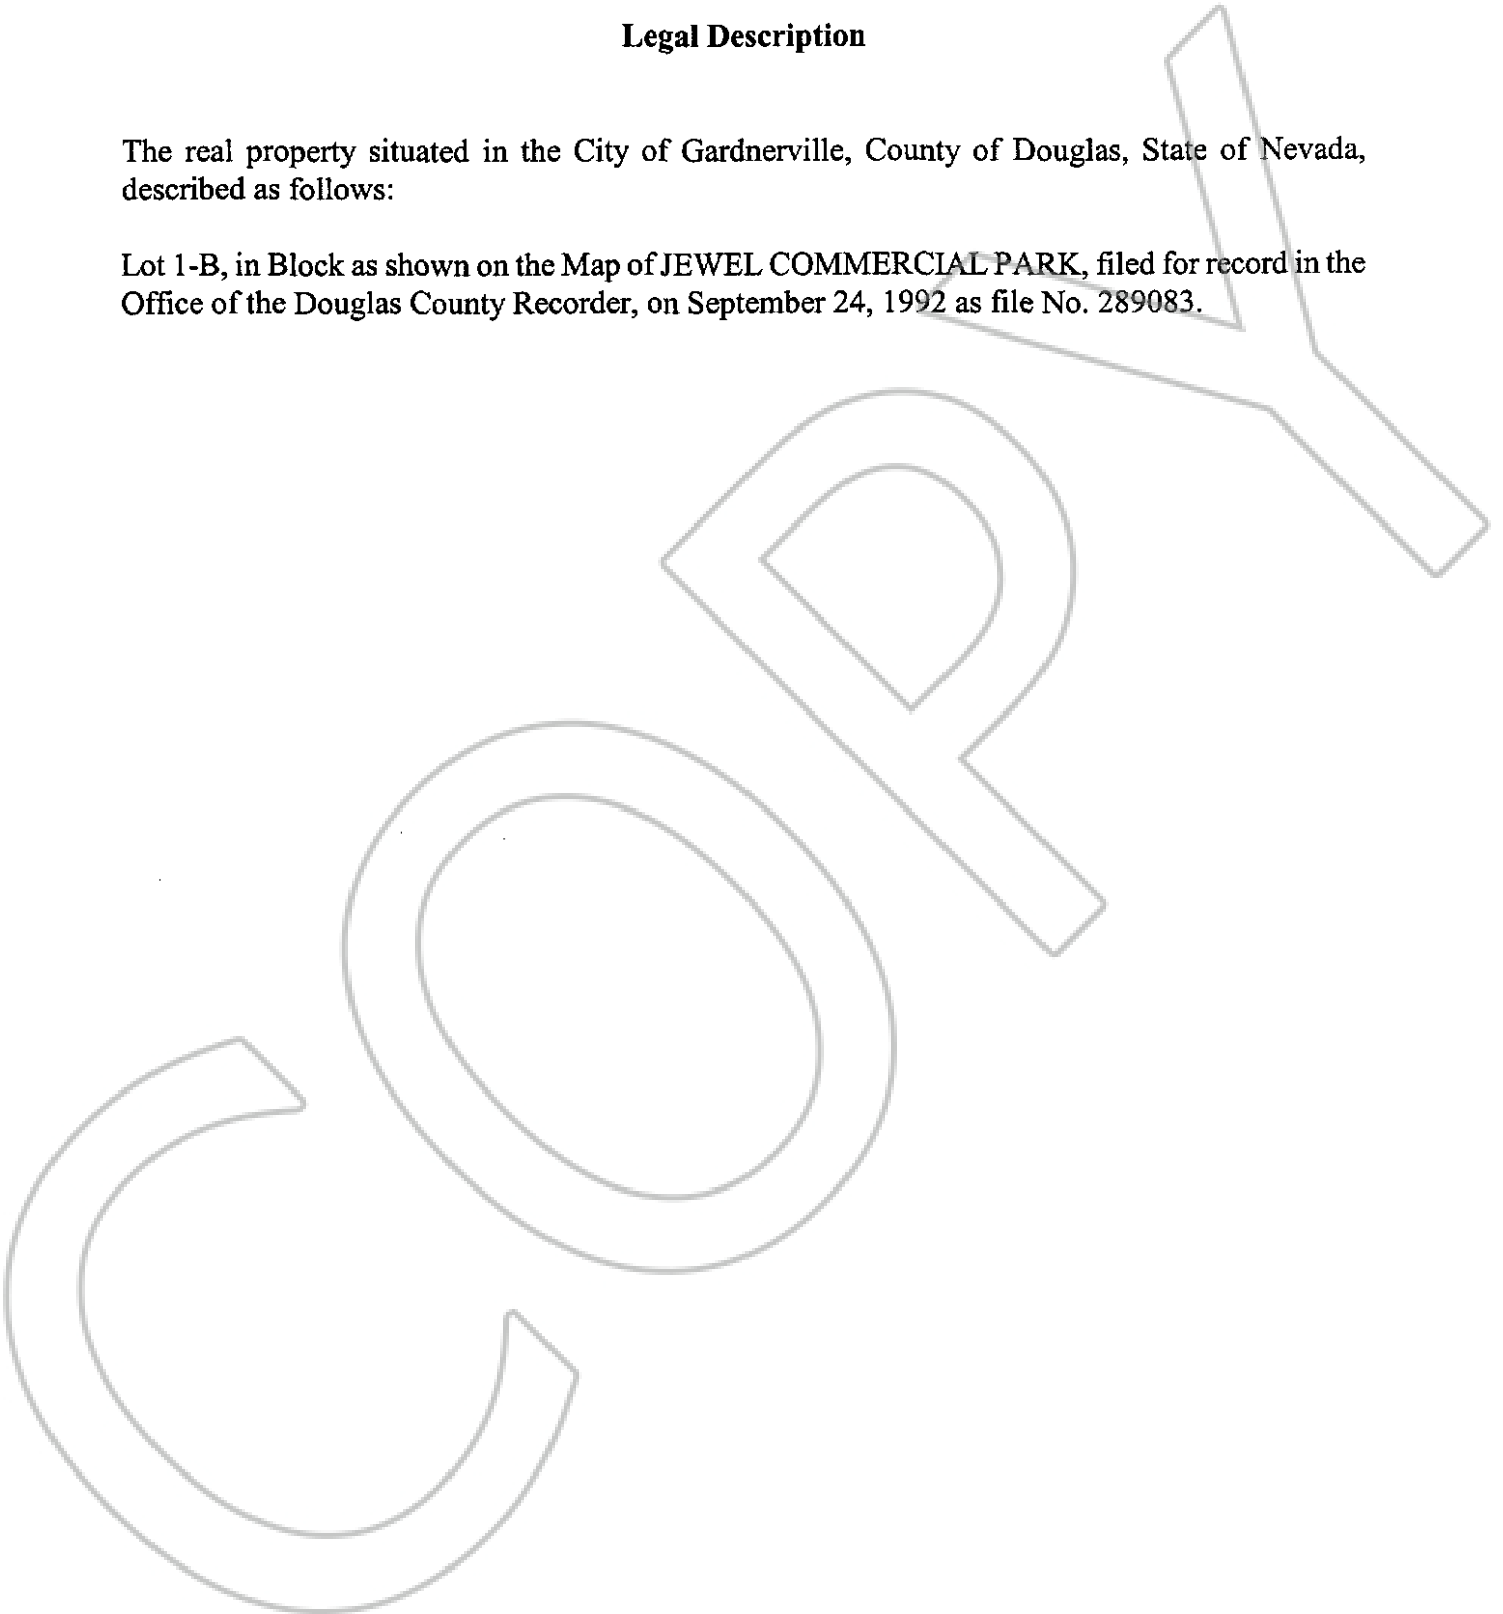 Legal Description
The real property situated in the City of Gardnerville, County of Douglas, State of Nevada,
described as follows:
Lot 1-B, in Block as shown on the Map of JEWEL COMMERCIAL PARK, filed for record in the
Office of the Douglas County Recorder, on September 24, 1992 as file No. 289083.
COPY